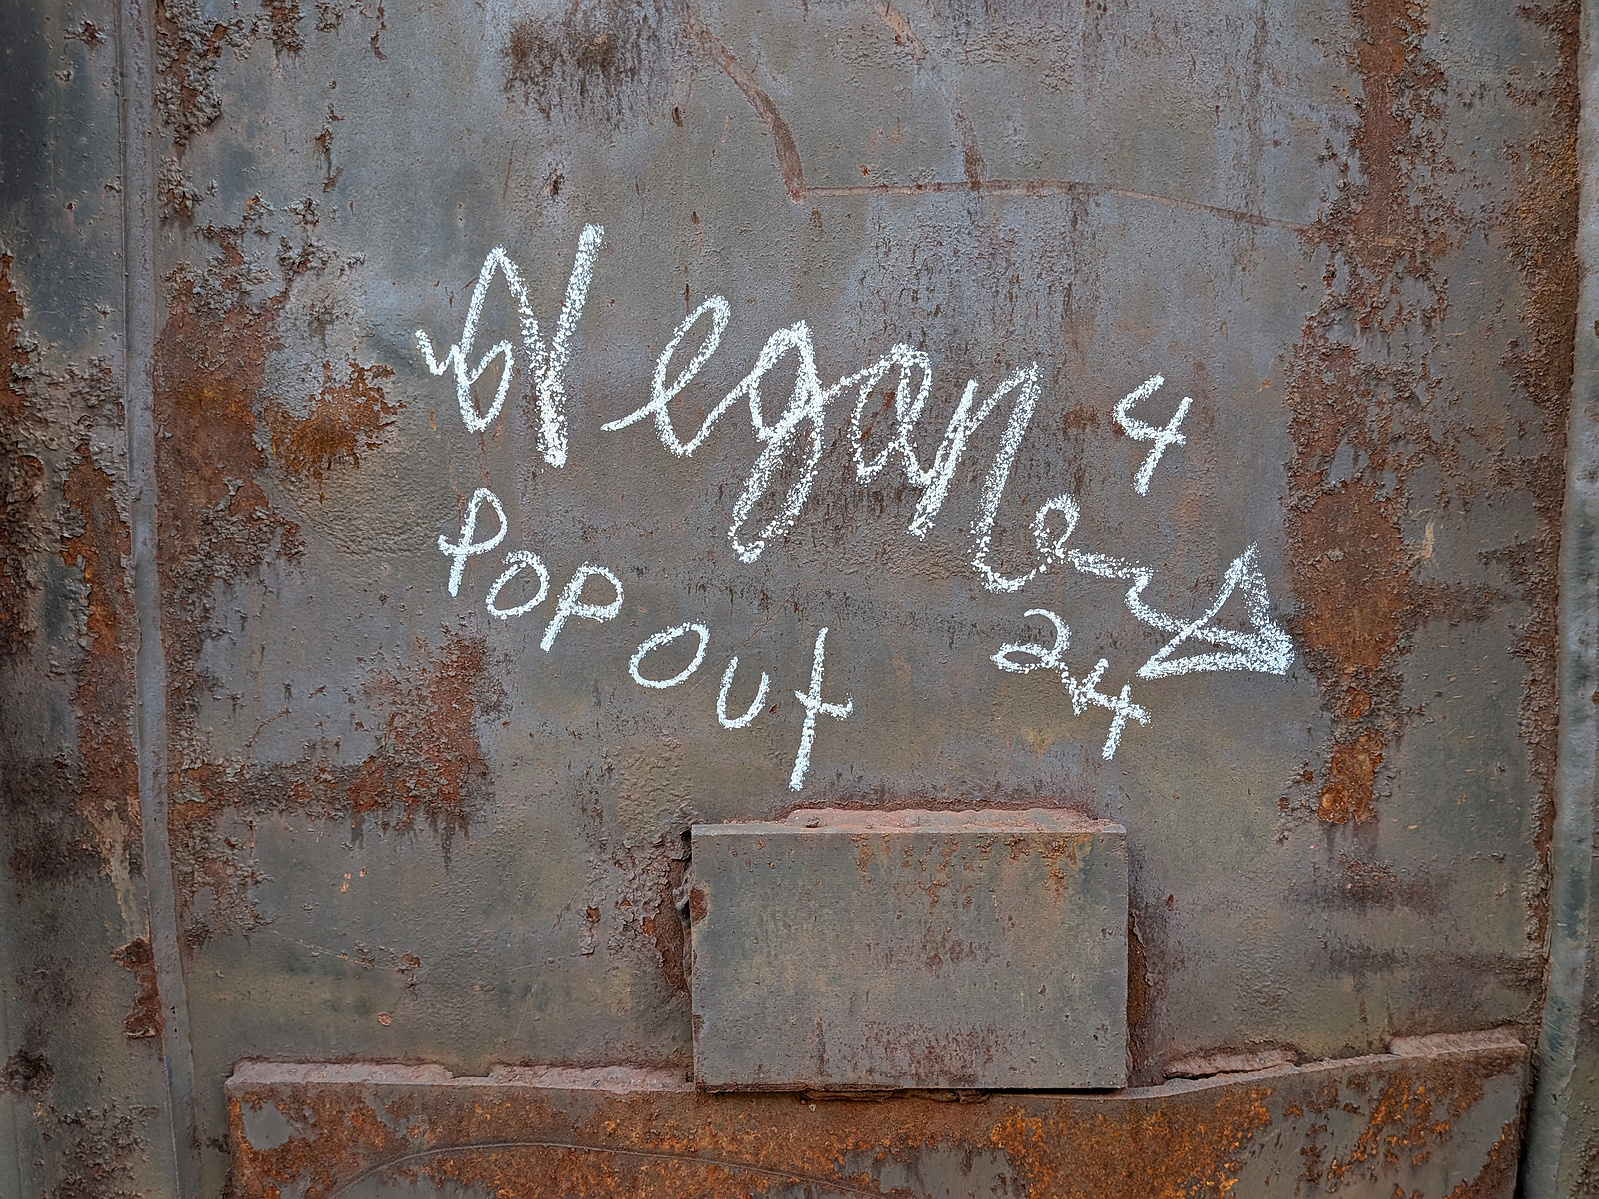 Vegan 4
Pop Out 24